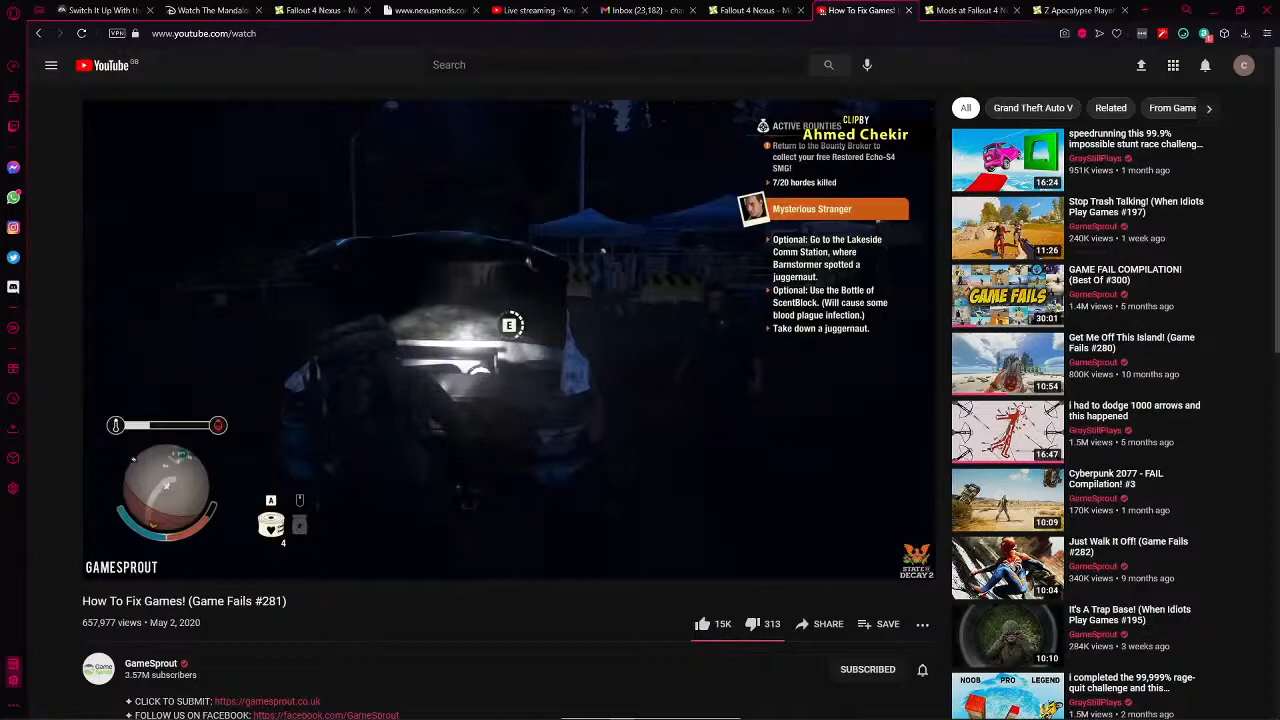 Switch It Up With the
Watch The Mandalo
Fallout 4 Nexus - M
www.nexusmods.c
Live streaming - Yo
Inbox (23,182) - cha
Fallout 4 Nexus - M
How To Fix Games! (
Mods at Fallout 4 N
Z Apocalypse Player
VPN
www.youtube.com/watch
YouTube GB
Search
C
All
Grand Theft Auto V
Related
From Game
ACTIVE BOUNTIES
CLIP BY
Ahmed Chekir
Return to the Bounty Broker to
collect your free Restored Echo-S4
SMG!
7/20 hordes killed
Mysterious Stranger
Optional: Go to the Lakeside
Comm Station, where
Barnstormer spotted a
juggernaut.
Optional: Use the Bottle of
ScentBlock. (Will cause some
blood plague infection.)
Take down a juggernaut.
E
A
4
GAMESPROUT
STATE OF
DECAY 2
How To Fix Games! (Game Fails #281)
657,977 views • May 2, 2020
15K
313
SHARE
SAVE
GameSprout
3.57M subscribers
SUBSCRIBED
✦ CLICK TO SUBMIT: https://gamesprout.co.uk
✦ FOLLOW US ON FACEBOOK: https://facebook.com/GameSprout
speedrunning this 99.9%
impossible stunt race challeng...
GrayStillPlays
951K views • 1 month ago
16:24
Stop Trash Talking! (When Idiots
Play Games #197)
GameSprout
240K views • 1 week ago
11:26
GAME FAIL COMPILATION!
(Best Of #300)
GameSprout
1.4M views • 5 months ago
GAME FAILS
30:01
Get Me Off This Island! (Game
Fails #280)
GameSprout
800K views • 10 months ago
10:54
i had to dodge 1000 arrows and
this happened
GrayStillPlays
1.5M views • 5 months ago
16:47
Cyberpunk 2077 - FAIL
Compilation! #3
GameSprout
170K views • 1 month ago
10:09
Just Walk It Off! (Game Fails
#282)
GameSprout
340K views • 9 months ago
10:04
It's A Trap Base! (When Idiots
Play Games #195)
GameSprout
284K views • 3 weeks ago
10:10
i completed the 99,999% rage-
quit challenge and this...
GrayStillPlays
1.5M views • 2 months ago
NOOB PRO LEGEND